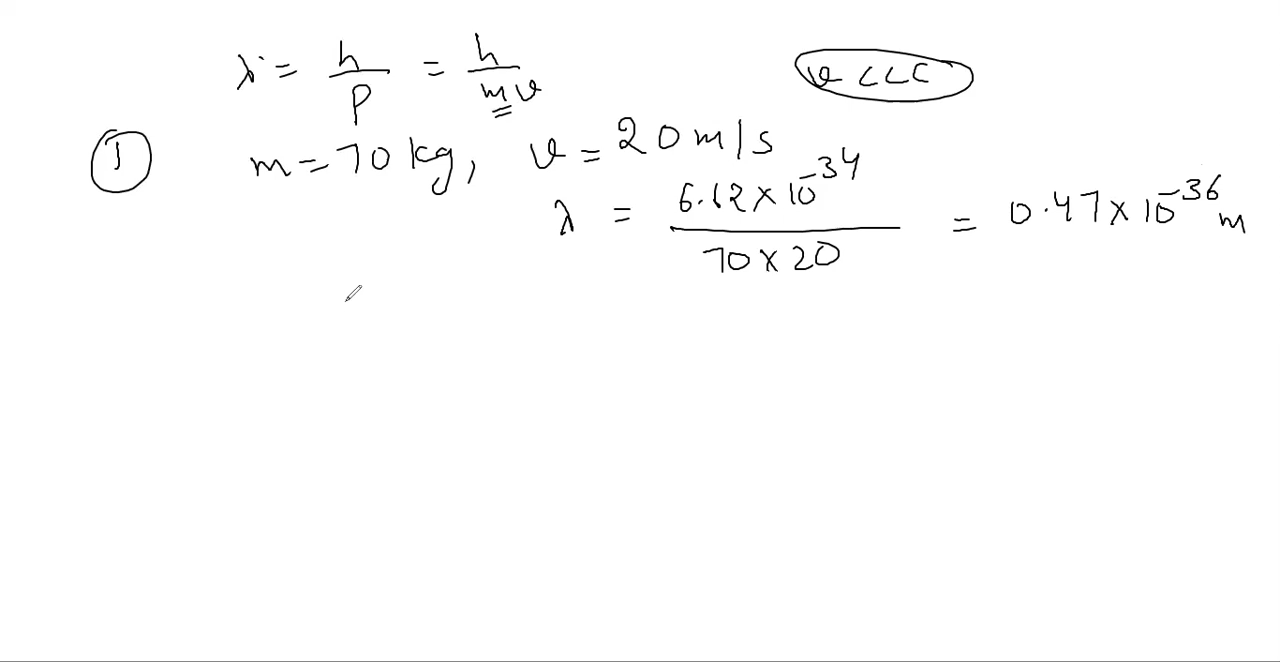 λ = h/p = h/mv v << c
① m = 70 kg, v = 20 m/s
λ = 6.62 × 10^-34 / 70 × 20 = 0.47 × 10^-36 m